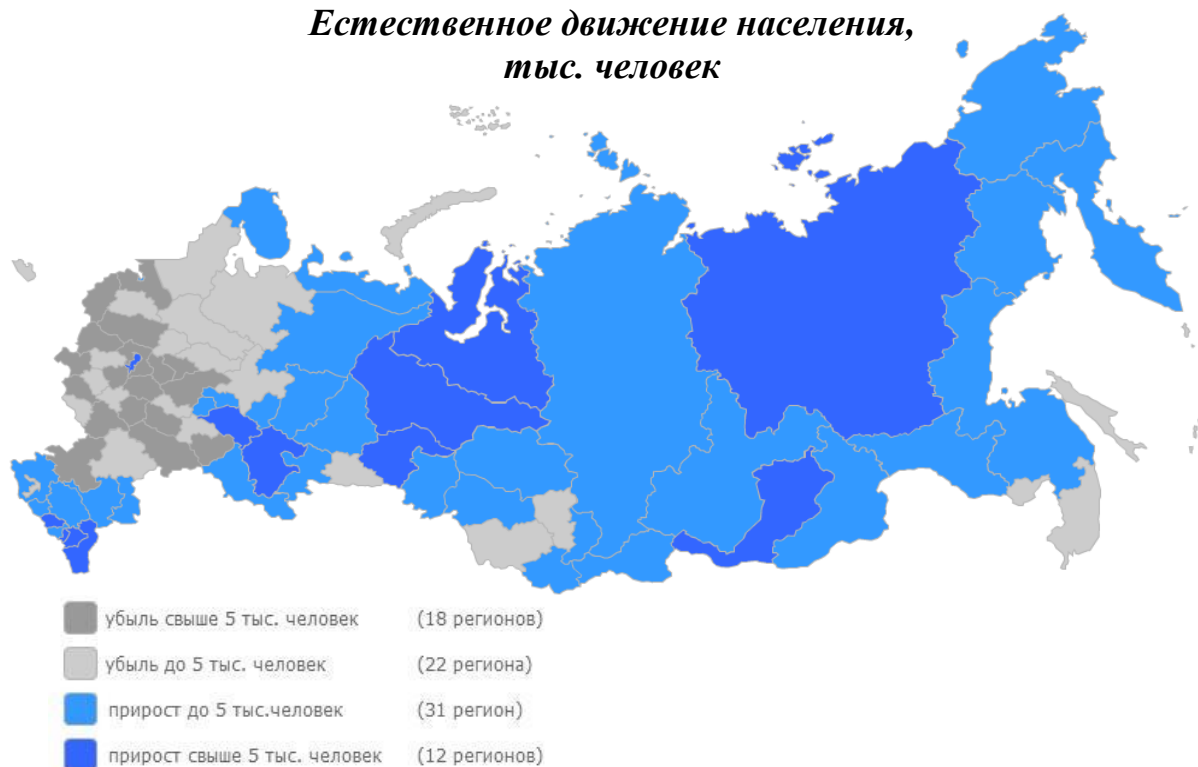 Естественное движение населения,
тыс. человек
убыль свыше 5 тыс. человек (18 регионов)
убыль до 5 тыс. человек (22 региона)
прирост до 5 тыс.человек (31 регион)
прирост свыше 5 тыс. человек (12 регионов)